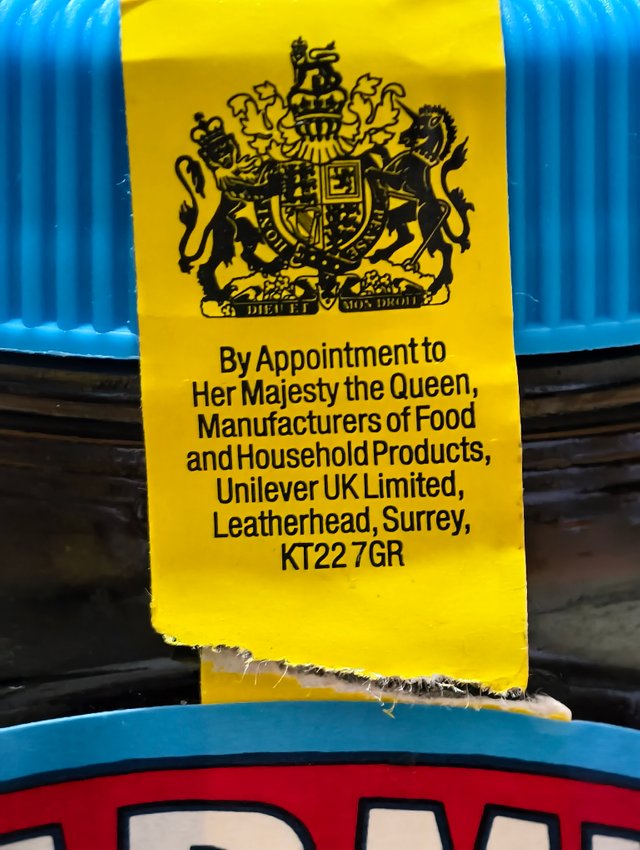 DIEU ET MON DROIT
By Appointment to
Her Majesty the Queen,
Manufacturers of Food
and Household Products,
Unilever UK Limited,
Leatherhead, Surrey,
KT22 7GR